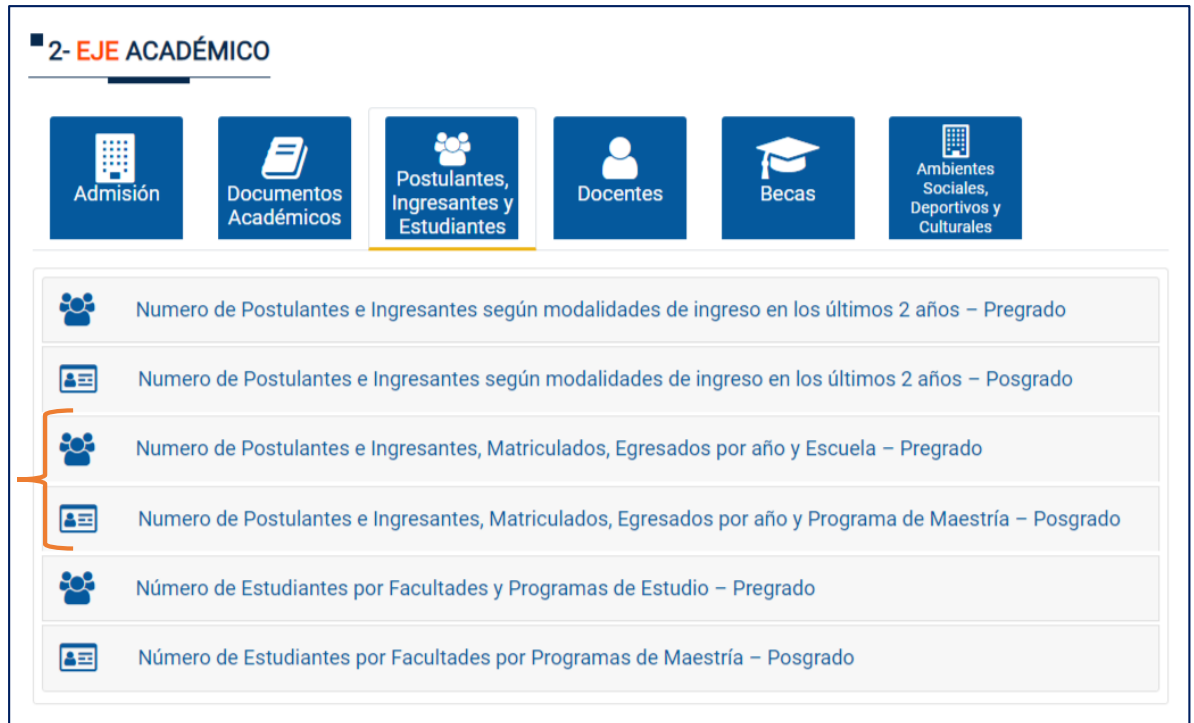 2- EJE ACADÉMICO
Admisión
Documentos
Académicos
Postulantes,
Ingresantes y
Estudiantes
Docentes
Becas
Ambientes
Sociales,
Deportivos y
Culturales
Numero de Postulantes e Ingresantes según modalidades de ingreso en los últimos 2 años – Pregrado
Numero de Postulantes e Ingresantes según modalidades de ingreso en los últimos 2 años – Posgrado
Numero de Postulantes e Ingresantes, Matriculados, Egresados por año y Escuela – Pregrado
Numero de Postulantes e Ingresantes, Matriculados, Egresados por año y Programa de Maestría – Posgrado
Número de Estudiantes por Facultades y Programas de Estudio – Pregrado
Número de Estudiantes por Facultades por Programas de Maestría – Posgrado